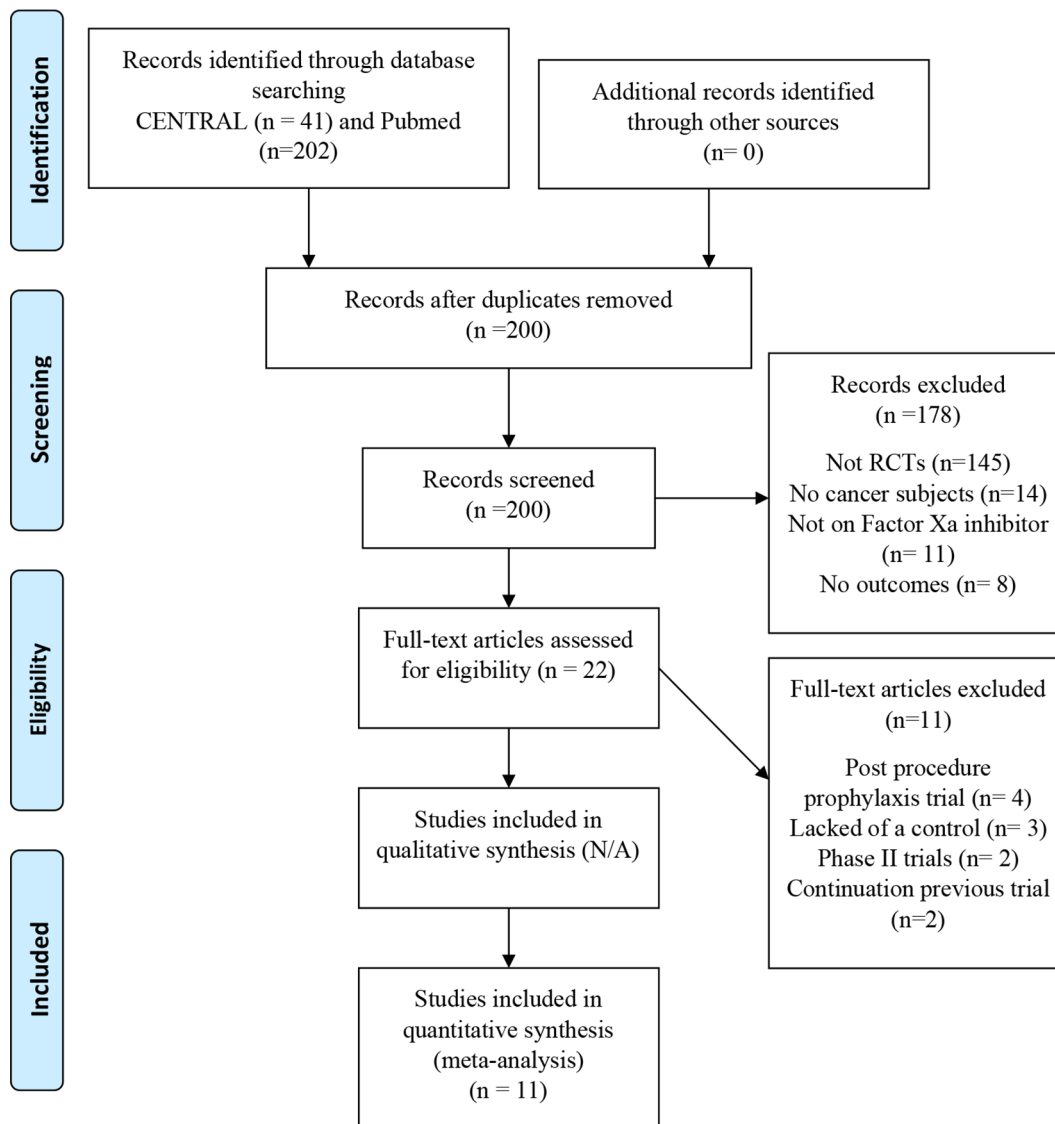 Identification
Records identified through database
searching
CENTRAL (n = 41) and Pubmed
(n=202)
Additional records identified
through other sources
(n= 0)
Records after duplicates removed
(n =200)
Screening
Records screened
(n =200)
Records excluded
(n =178)
Not RCTs (n=145)
No cancer subjects (n=14)
Not on Factor Xa inhibitor
(n= 11)
No outcomes (n= 8)
Eligibility
Full-text articles assessed
for eligibility (n = 22)
Full-text articles excluded
(n=11)
Post procedure
prophylaxis trial (n= 4)
Lacked of a control (n= 3)
Phase II trials (n= 2)
Continuation previous trial
(n=2)
Studies included in
qualitative synthesis (N/A)
Included
Studies included in
quantitative synthesis
(meta-analysis)
(n = 11)